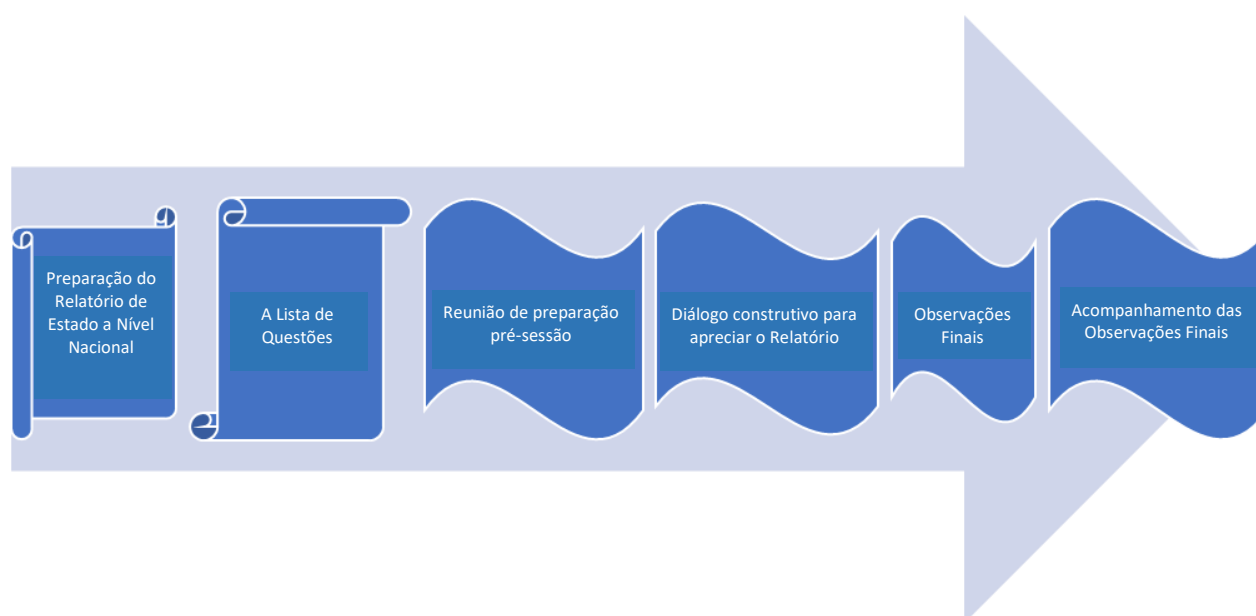 Preparação do
Relatório de
Estado a Nível
Nacional
A Lista de
Questões
Reunião de preparação
pré-sessão
Diálogo construtivo para
apreciar o Relatório
Observações
Finais
Acompanhamento das
Observações Finais